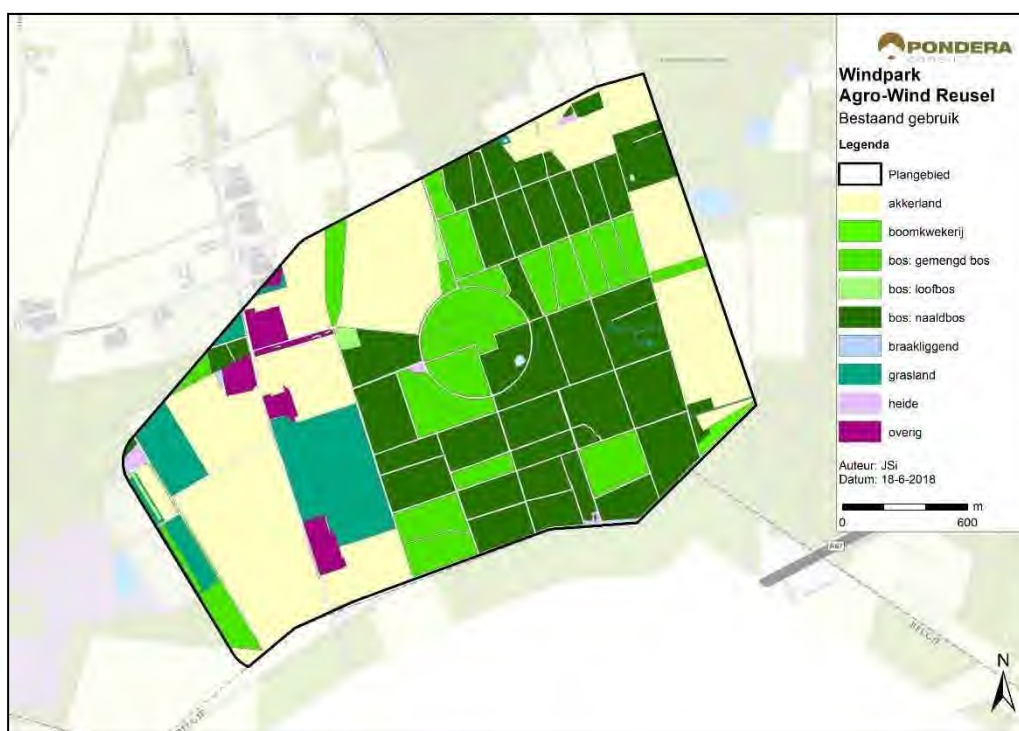 PONDERA
Windpark
Agro-Wind Reusel
Bestaand gebruik
Legenda
Plangebied
akkerland
boomkwekerij
bos: gemengd bos
bos: loofbos
bos: naaldbos
braakliggend
grasland
heide
overig
Auteur: JSi
Datum: 18-6-2018
m
0 600
N